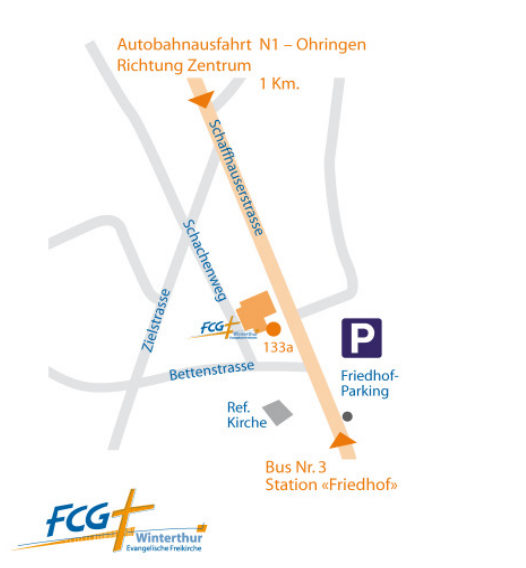 Autobahnausfahrt N1 – Ohringen
Richtung Zentrum
1 Km.
Schaffhauserstrasse
Schachenweg
Zielstrasse
FCG
Winterthur
133a
P
Bettenstrasse
Friedhof-
Parking
Ref.
Kirche
Bus Nr. 3
Station «Friedhof»
FCG
Winterthur
Evangelische Freikirche